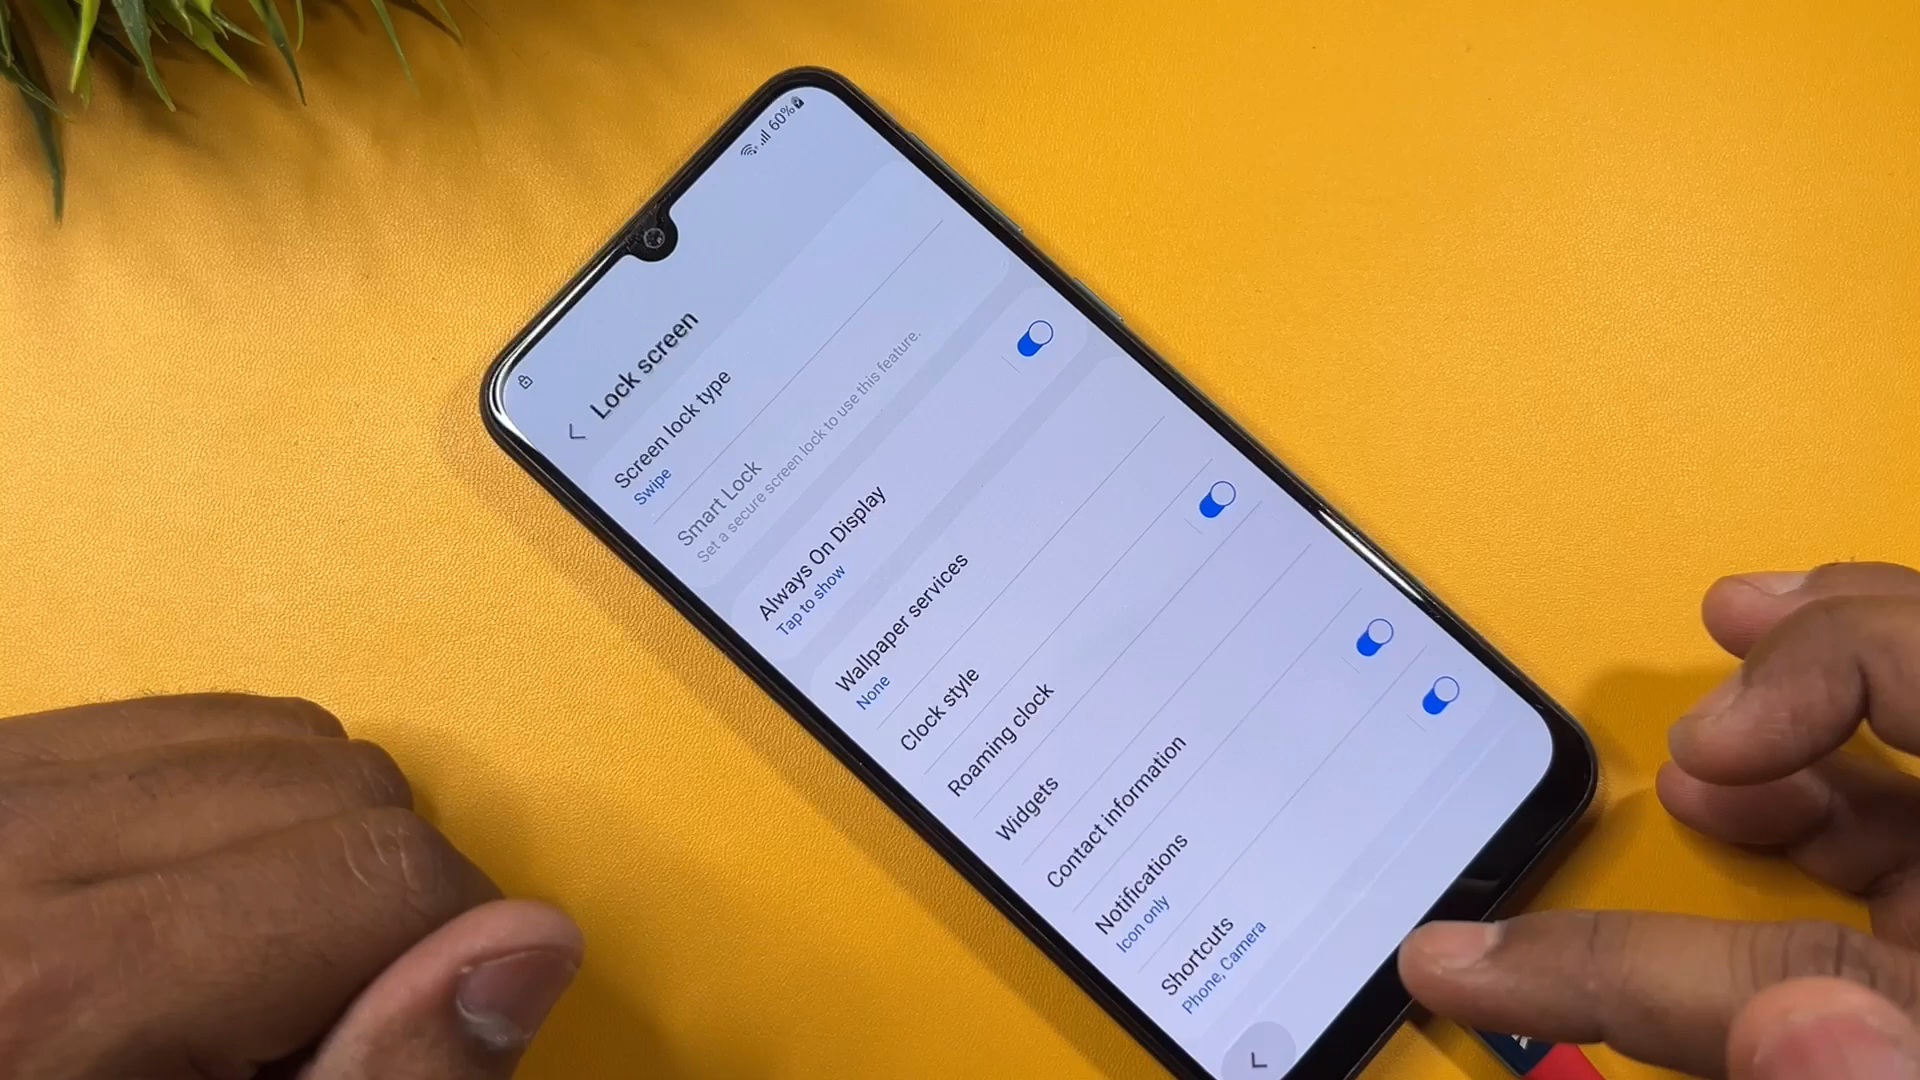 60%
Lock screen
Screen lock type
Swipe
Smart Lock
Set a secure screen lock to use this feature.
Always On Display
Tap to show
Wallpaper services
None
Clock style
Roaming clock
Widgets
Contact information
Notifications
Icon only
Shortcuts
Phone, Camera